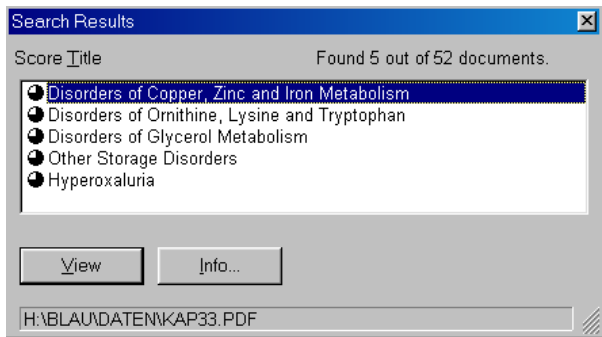 Search Results
Score Title Found 5 out of 52 documents.
Disorders of Copper, Zinc and Iron Metabolism
Disorders of Ornithine, Lysine and Tryptophan
Disorders of Glycerol Metabolism
Other Storage Disorders
Hyperoxaluria
View Info...
H:\BLAU\DATEN\KAP33.PDF